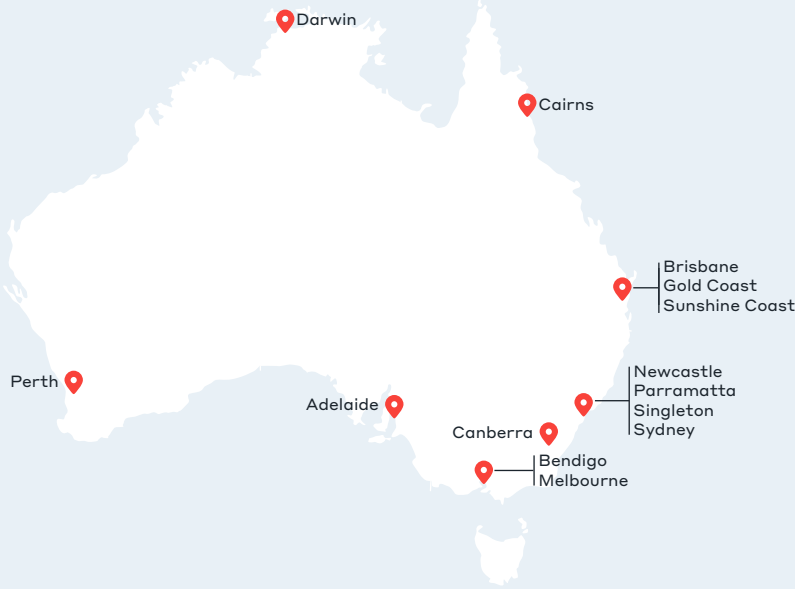 Darwin
Cairns
Brisbane
Gold Coast
Sunshine Coast
Newcastle
Parramatta
Singleton
Sydney
Perth
Adelaide
Canberra
Bendigo
Melbourne